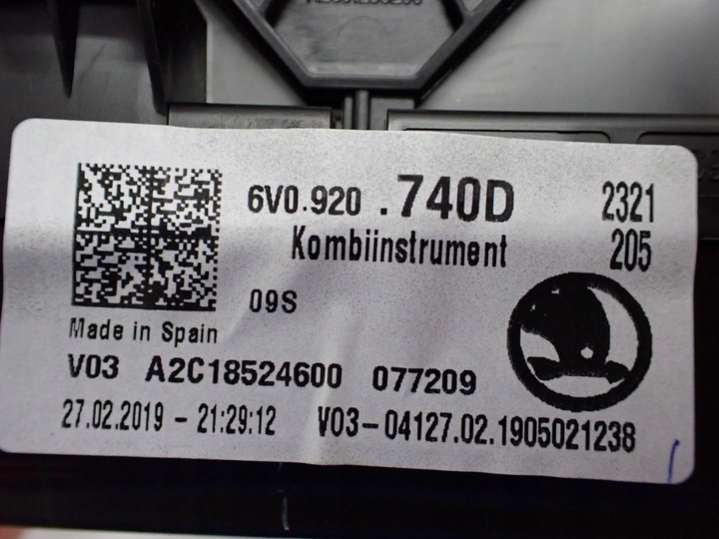 6V0.920 .740D 2321
Kombiinstrument 205
09S
Made in Spain
V03 A2C18524600 077209
27.02.2019 - 21:29:12 V03-04127.02.1905021238